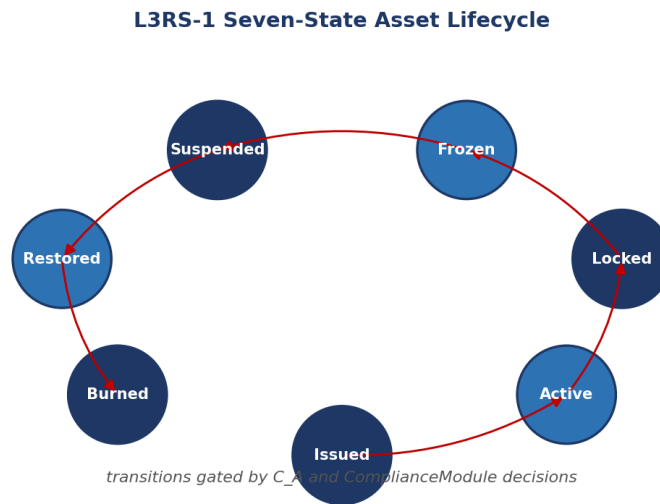 L3RS-1 Seven-State Asset Lifecycle
Suspended
Frozen
Restored
Locked
Burned
Active
Issued
transitions gated by C_A and ComplianceModule decisions